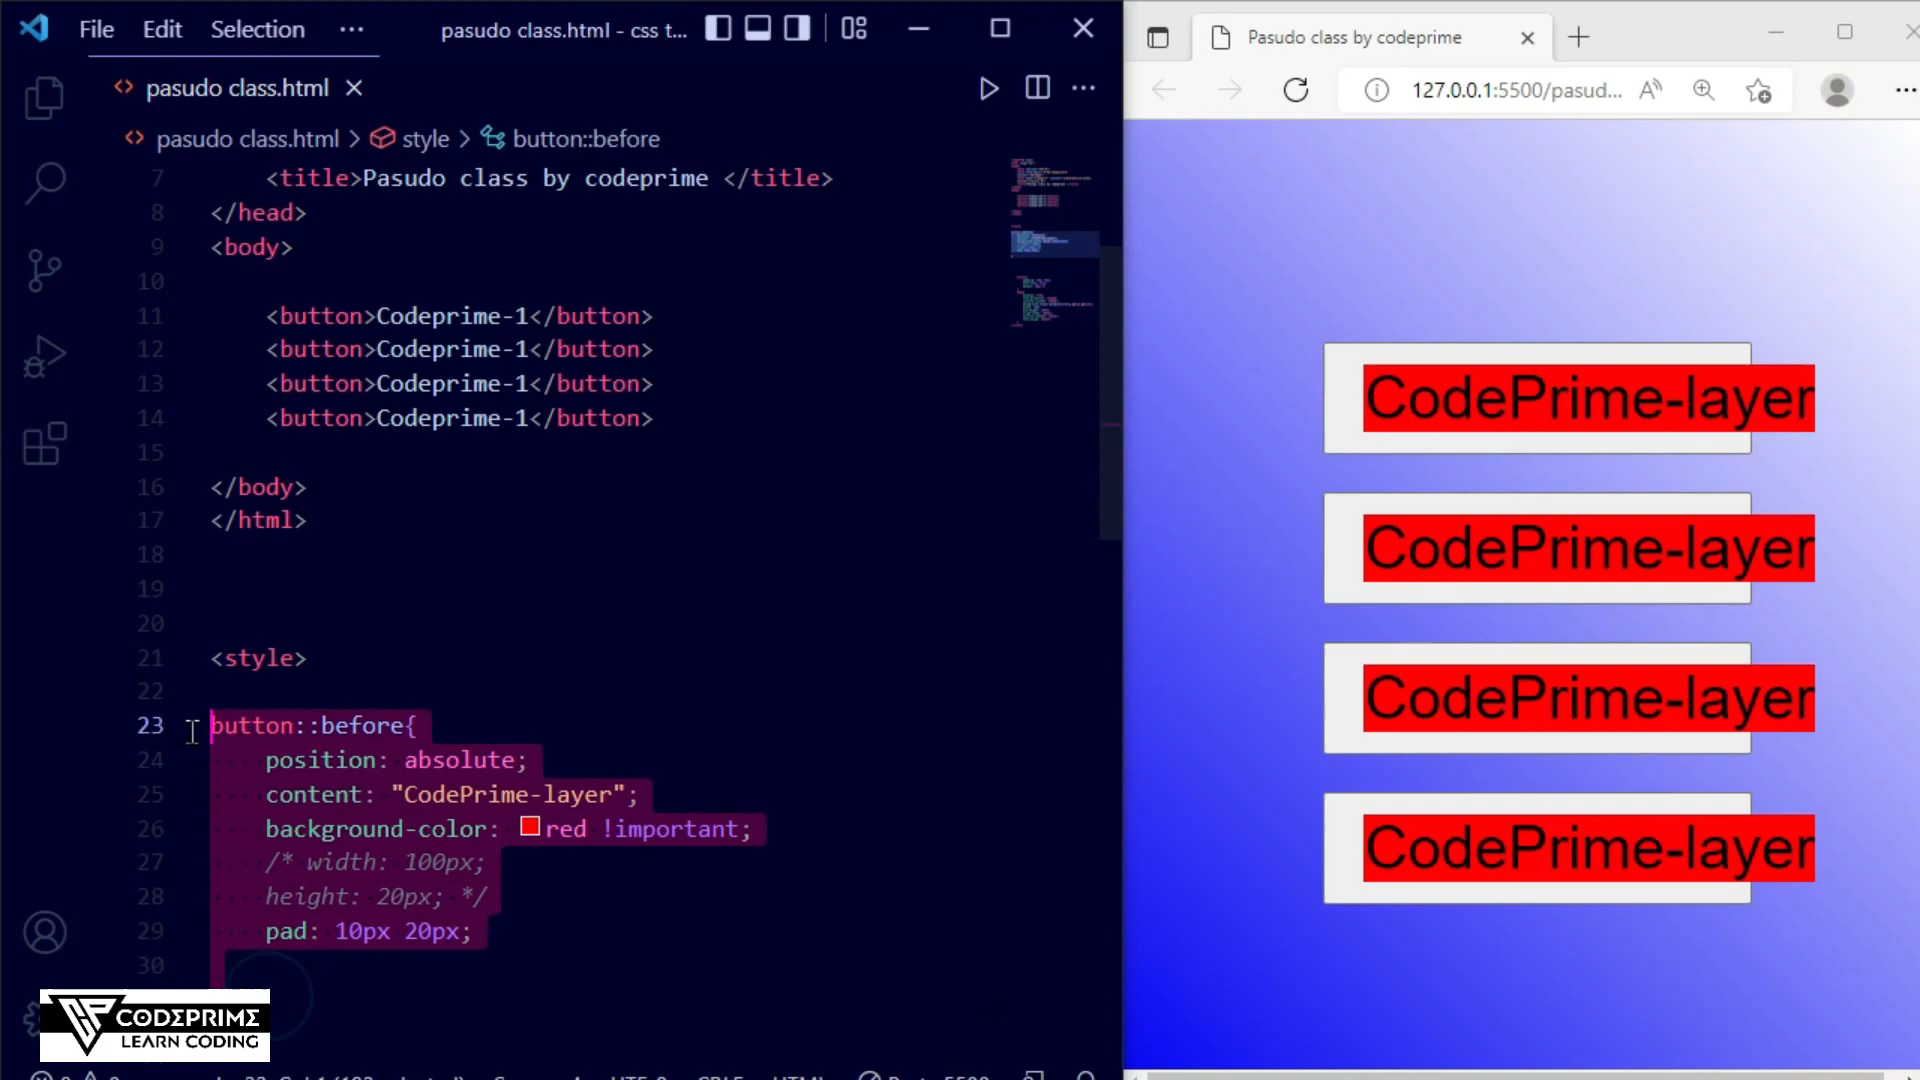 File Edit Selection ··· pasudo class.html - css t...
pasudo class.html
pasudo class.html > style > button::before
7 <title>Pasudo class by codeprime </title>
8 </head>
9 <body>
10
11 <button>Codeprime-1</button>
12 <button>Codeprime-1</button>
13 <button>Codeprime-1</button>
14 <button>Codeprime-1</button>
15
16 </body>
17 </html>
18
19
20
21 <style>
22
23 button::before{
24 position: absolute;
25 content: "CodePrime-layer";
26 background-color: red !important;
27 /* width: 100px;
28 height: 20px; */
29 pad: 10px 20px;
30
CODEPRIME
LEARN CODING
Pasudo class by codeprime
127.0.0.1:5500/pasud...
CodePrime-layer
CodePrime-layer
CodePrime-layer
CodePrime-layer